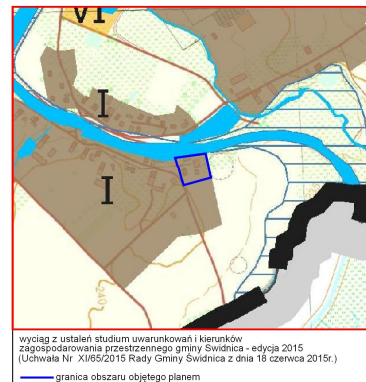 VI
I
I
wyciąg z ustaleń studium uwarunkowań i kierunków
zagospodarowania przestrzennego gminy Świdnica - edycja 2015
(Uchwała Nr XI/65/2015 Rady Gminy Świdnica z dnia 18 czerwca 2015r.)
granica obszaru objętego planem